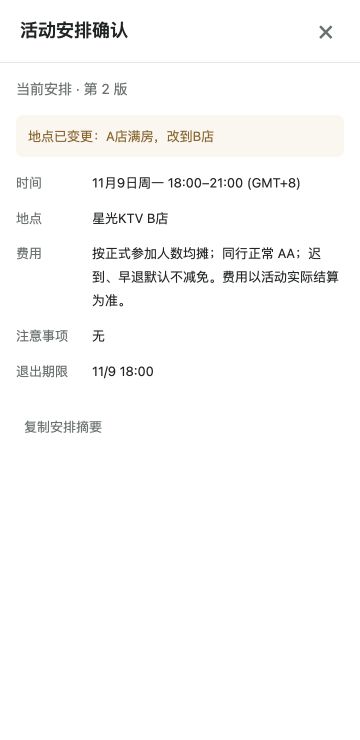 活动安排确认
当前安排 · 第 2 版
地点已变更：A店满房，改到B店
时间 11月9日周一 18:00–21:00 (GMT+8)
地点 星光KTV B店
费用 按正式参加人数均摊；同行正常 AA；迟
到、早退默认不减免。费用以活动实际结算
为准。
注意事项 无
退出期限 11/9 18:00
复制安排摘要